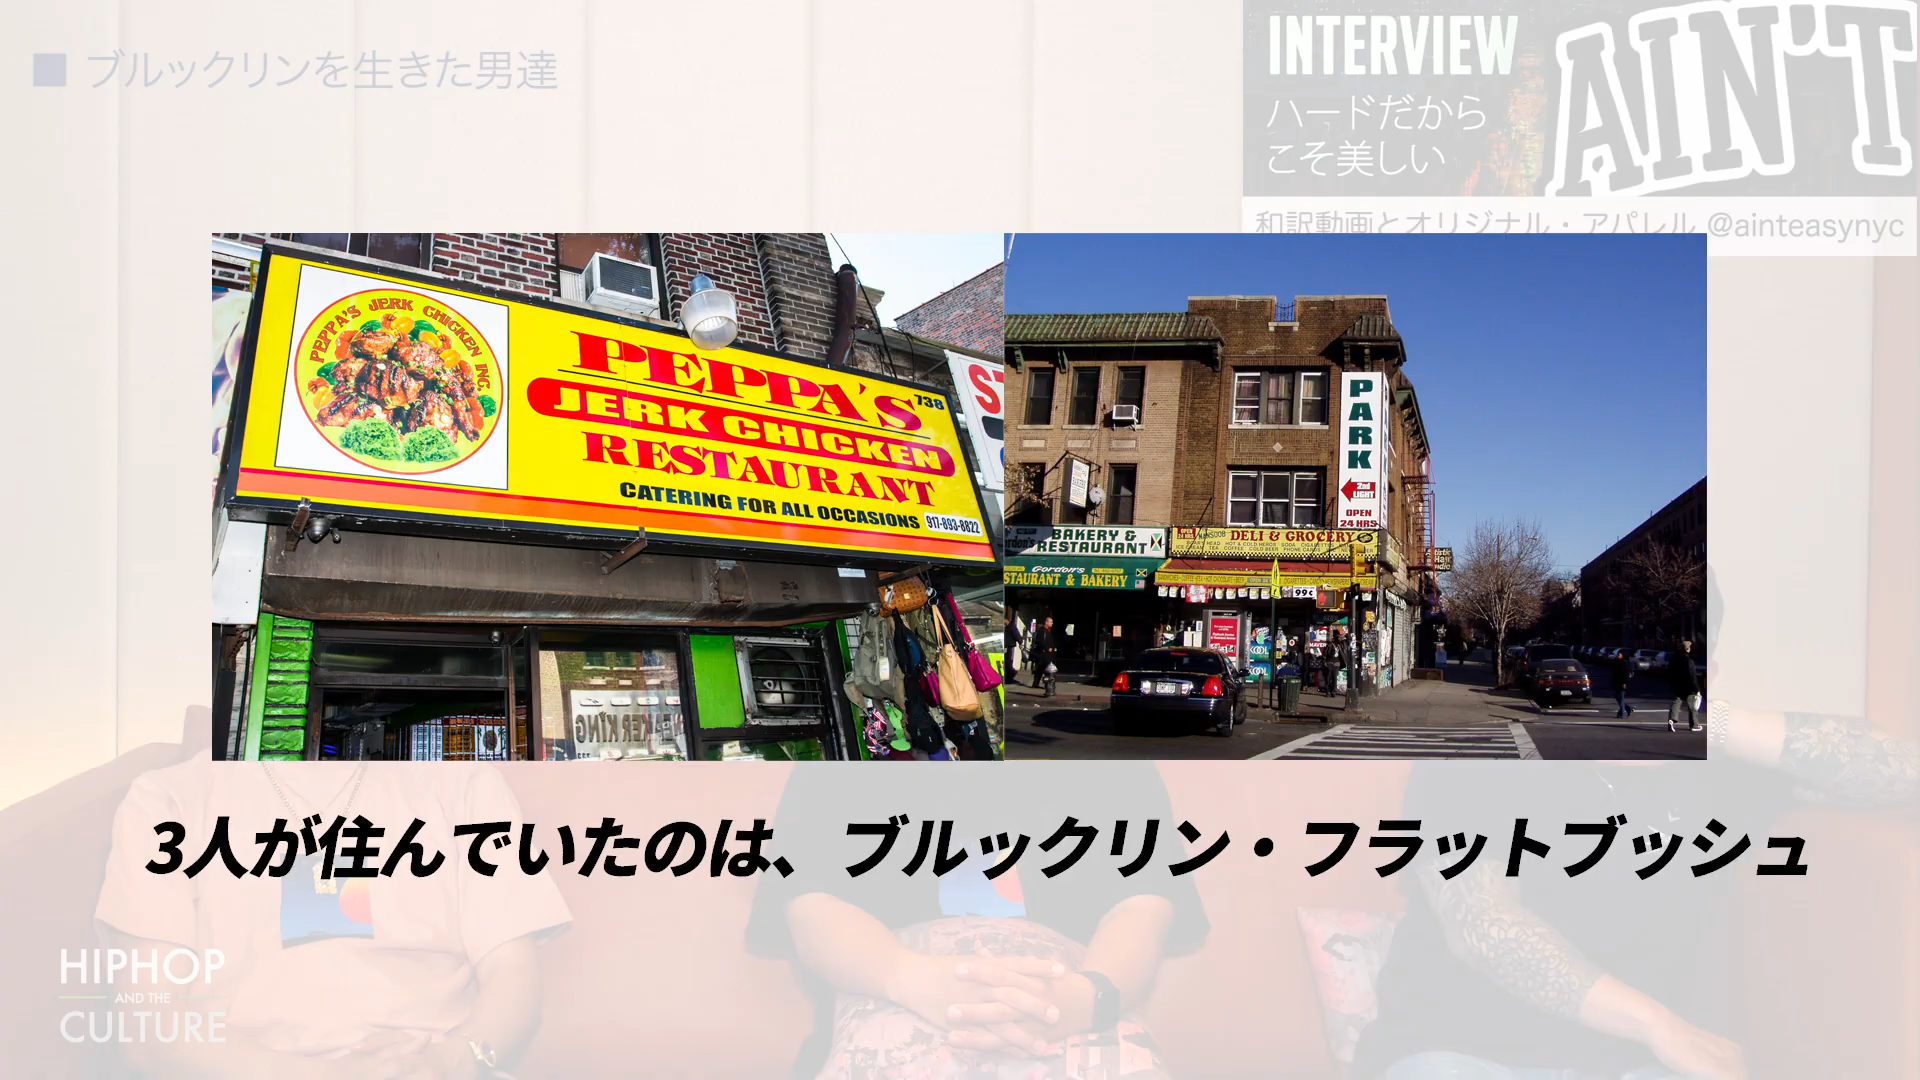 ■ ブルックリンを生きた男達
INTERVIEW
ハードだから
こそ美しい
AIN'T
和訳動画とオリジナル・アパレル @ainteasynyc
PEPPA'S JERK CHICKEN INC.
PEPPA'S
738
JERK CHICKEN
RESTAURANT
CATERING FOR ALL OCCASIONS
917-893-8822
SNEAKER KING
PARK
2nd
LIGHT
OPEN
24 HRS
BAKERY &
RESTAURANT
DELI & GROCERY
Gordon's
STAURANT & BAKERY
99¢
KOOL
3人が住んでいたのは、ブルックリン・フラットブッシュ
HIPHOP
AND THE
CULTURE